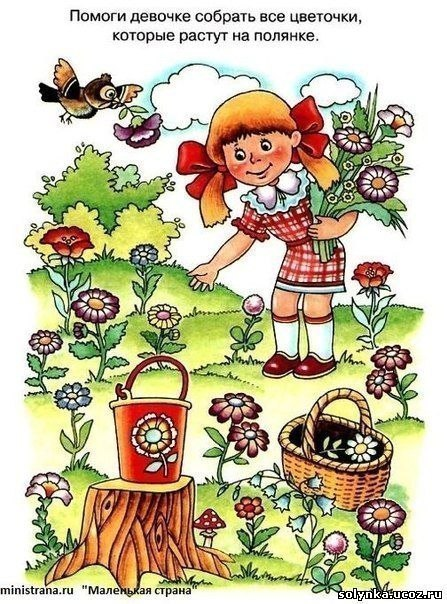 Помоги девочке собрать все цветочки,
которые растут на полянке.
ministrana.ru "Маленькая страна"
solynka.ucoz.ru